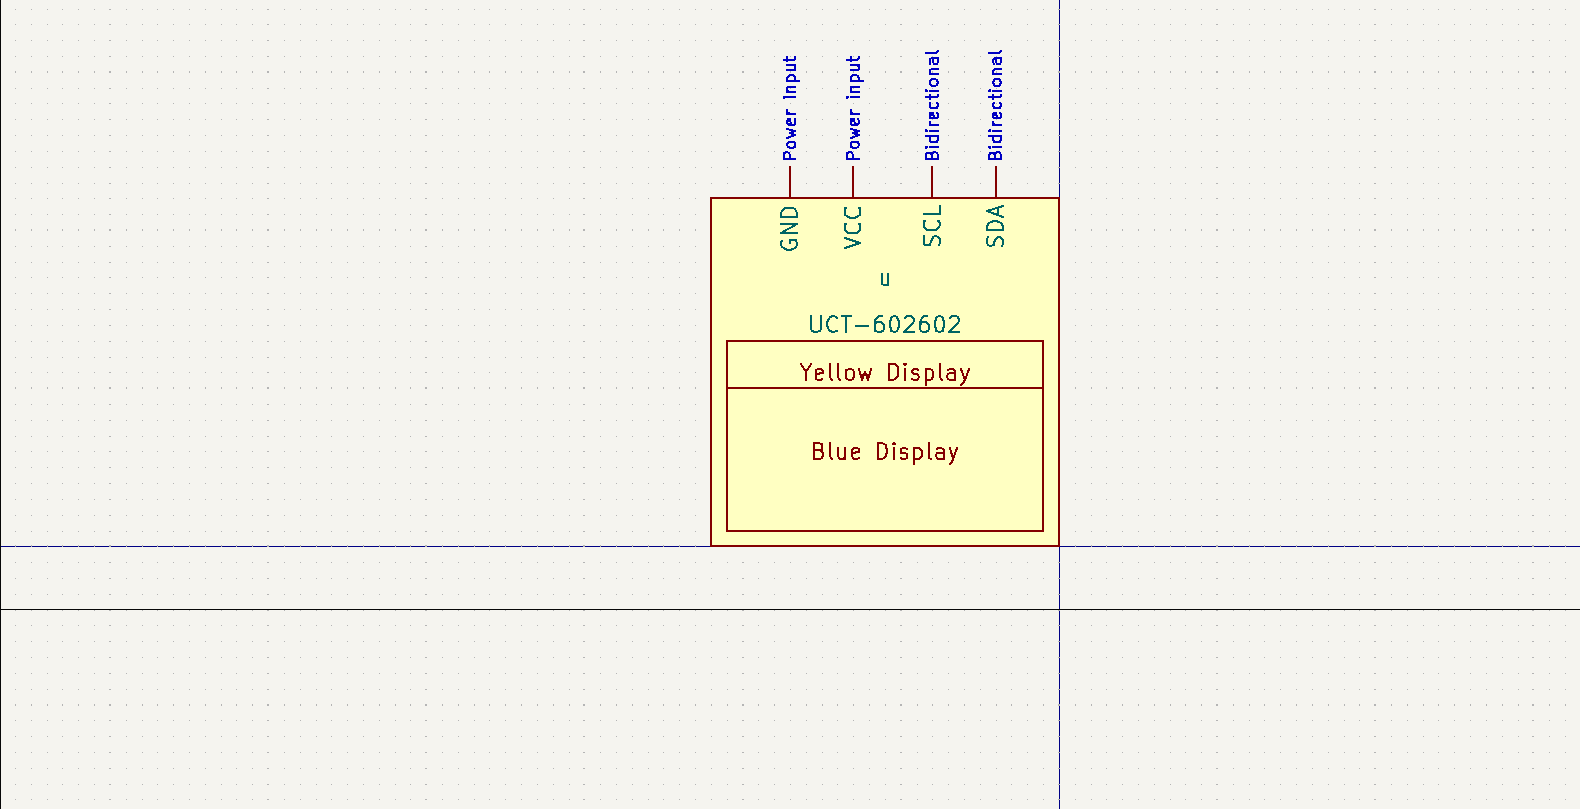 Power input
Power input
Bidirectional
Bidirectional
GND
VCC
SCL
SDA
u
UCT-602602
Yellow Display
Blue Display